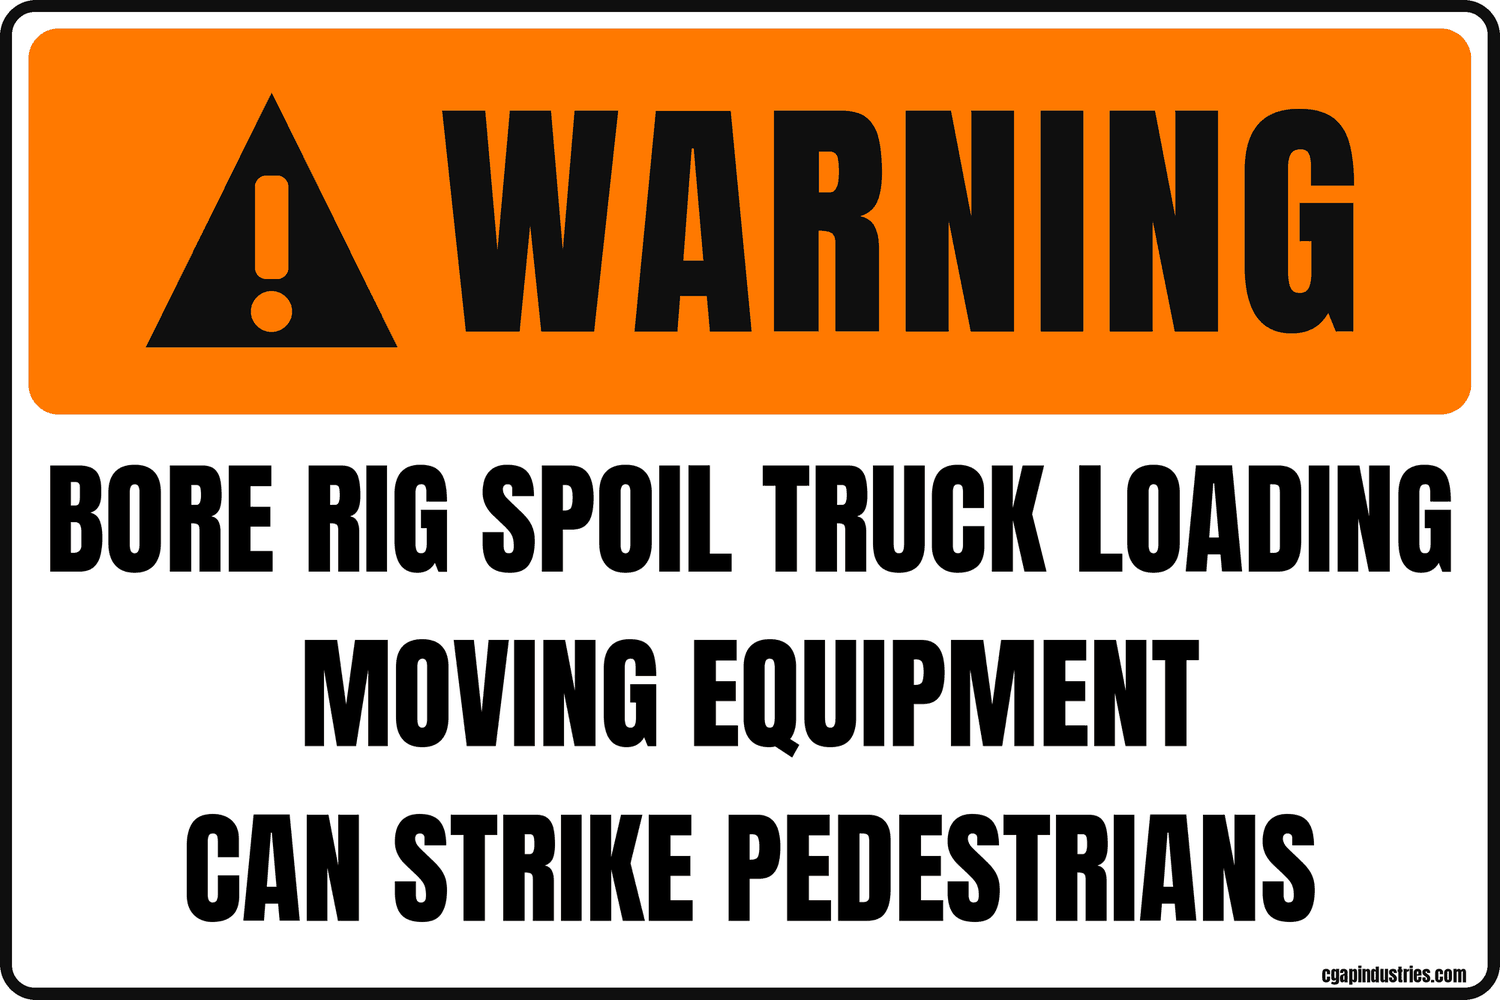 WARNING
BORE RIG SPOIL TRUCK LOADING
MOVING EQUIPMENT
CAN STRIKE PEDESTRIANS
cgapindustries.com